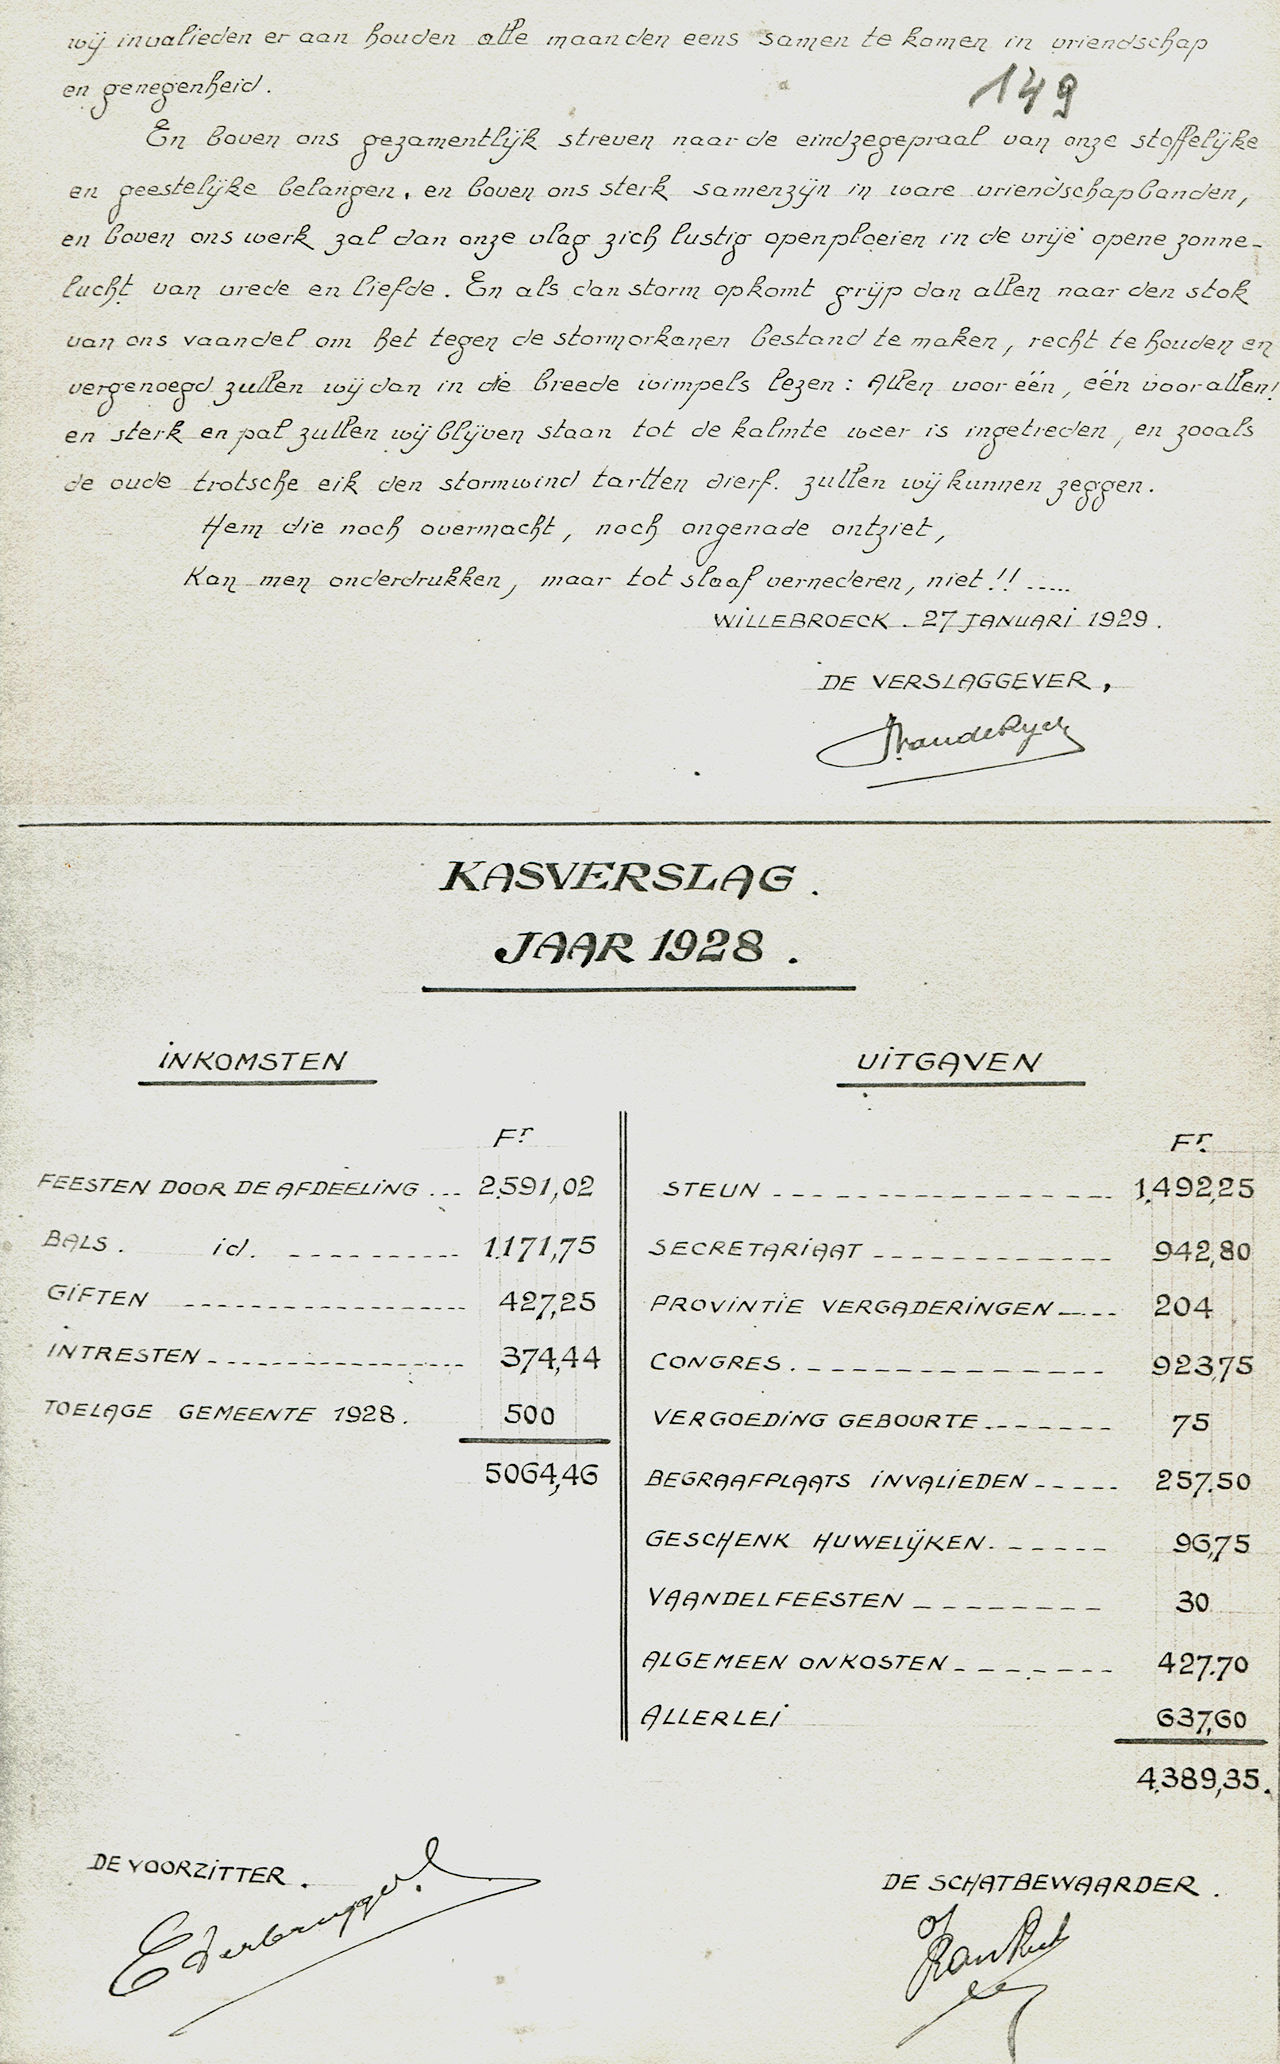 wij invalieden er aan houden alle maanden eens samen te komen in vriendschap
en genegenheid.
149
En boven ons gezamentlijk streven naar de eindzegepraal van onze stoffelijke
en geestelijke belangen, en boven ons sterk samenzijn in ware vriendschapbanden,
en boven ons werk zal dan onze vlag zich lustig openploeien in de vrije opene zonne-
lucht van vrede en liefde. En als dan storm opkomt grijp dan allen naar den stok
van ons vaandel om het tegen de stormorkanen bestand te maken, recht te houden en
vergenoegd zullen wij dan in die breede wimpels lezen: Allen voor één, één voor allen!
en sterk en pal zullen wij blijven staan tot de kalmte weer is ingetreden, en zooals
de oude trotsche eik den stormwind tartten dierf. zullen wij kunnen zeggen.
Hem die noch overmacht, noch ongenade ontziet,
Kan men onderdrukken, maar tot slaaf vernederen, niet!! .....
WILLEBROECK. 27 JANUARI 1929.
DE VERSLAGGEVER,
KASVERSLAG.
JAAR 1928.
INKOMSTEN
Fr
FEESTEN DOOR DE AFDEELING ... 2.591,02
BALS. id. ---------- 1.171,75
GIFTEN ---------- 427,25
INTRESTEN ---------- 374,44
TOELAGE GEMEENTE 1928. 500
5064,46
UITGAVEN
Fr.
STEUN ---------- 1.492,25
SECRETARIAAT ---------- 942,80
PROVINTIE VERGADERINGEN ---- 204
CONGRES. ---------- 923,75
VERGOEDING GEBOORTE ------- 75
BEGRAAFPLAATS INVALIEDEN ----- 257.50
GESCHENK HUWELIJKEN. ------ 96,75
VAANDELFEESTEN -------- 30
ALGEMEEN ONKOSTEN ------- 427.70
ALLERLEI 637,60
4.389,35.
DE VOORZITTER.
DE SCHATBEWAARDER.